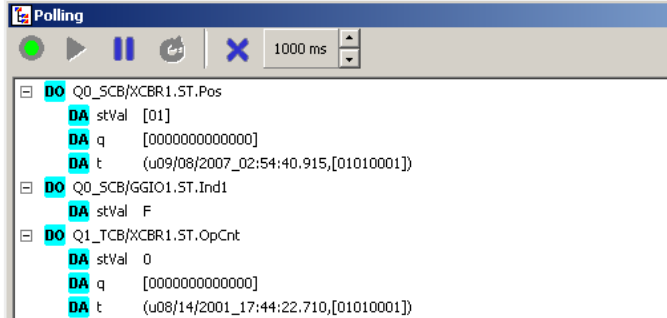 Polling
1000 ms
DO Q0_SCB/XCBR1.ST.Pos
DA stVal [01]
DA q [0000000000000]
DA t (u09/08/2007_02:54:40.915,[01010001])
DO Q0_SCB/GGIO1.ST.Ind1
DA stVal F
DO Q1_TCB/XCBR1.ST.OpCnt
DA stVal 0
DA q [0000000000000]
DA t (u08/14/2001_17:44:22.710,[01010001])